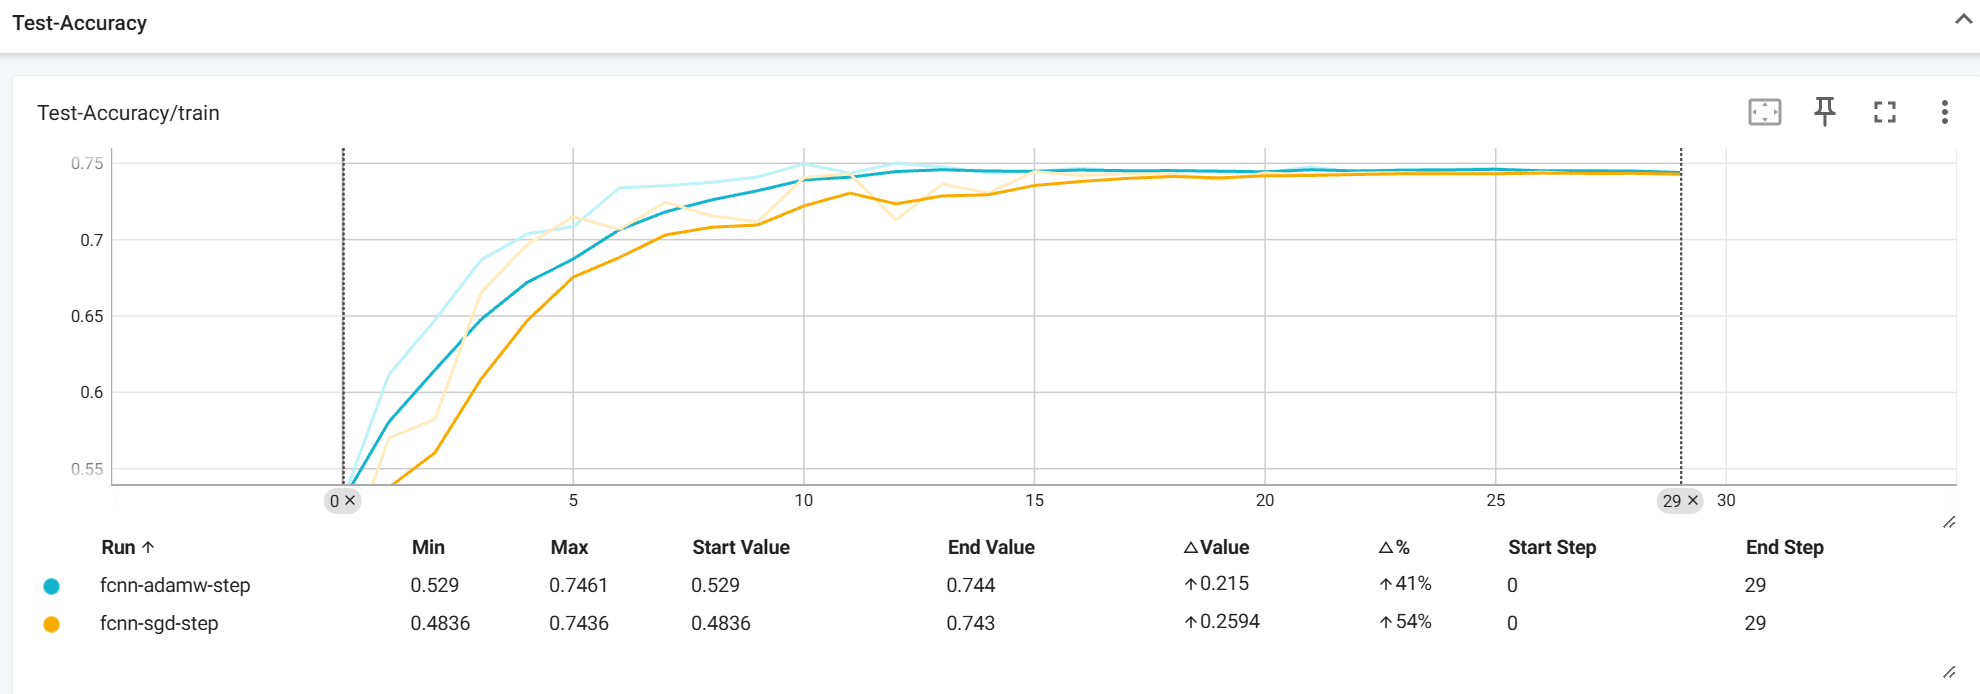 Test-Accuracy
Test-Accuracy/train
0.75
0.7
0.65
0.6
0.55
0 × 5 10 15 20 25 29 × 30
Run ↑ Min Max Start Value End Value △Value △% Start Step End Step
fcnn-adamw-step 0.529 0.7461 0.529 0.744 ↑0.215 ↑41% 0 29
fcnn-sgd-step 0.4836 0.7436 0.4836 0.743 ↑0.2594 ↑54% 0 29